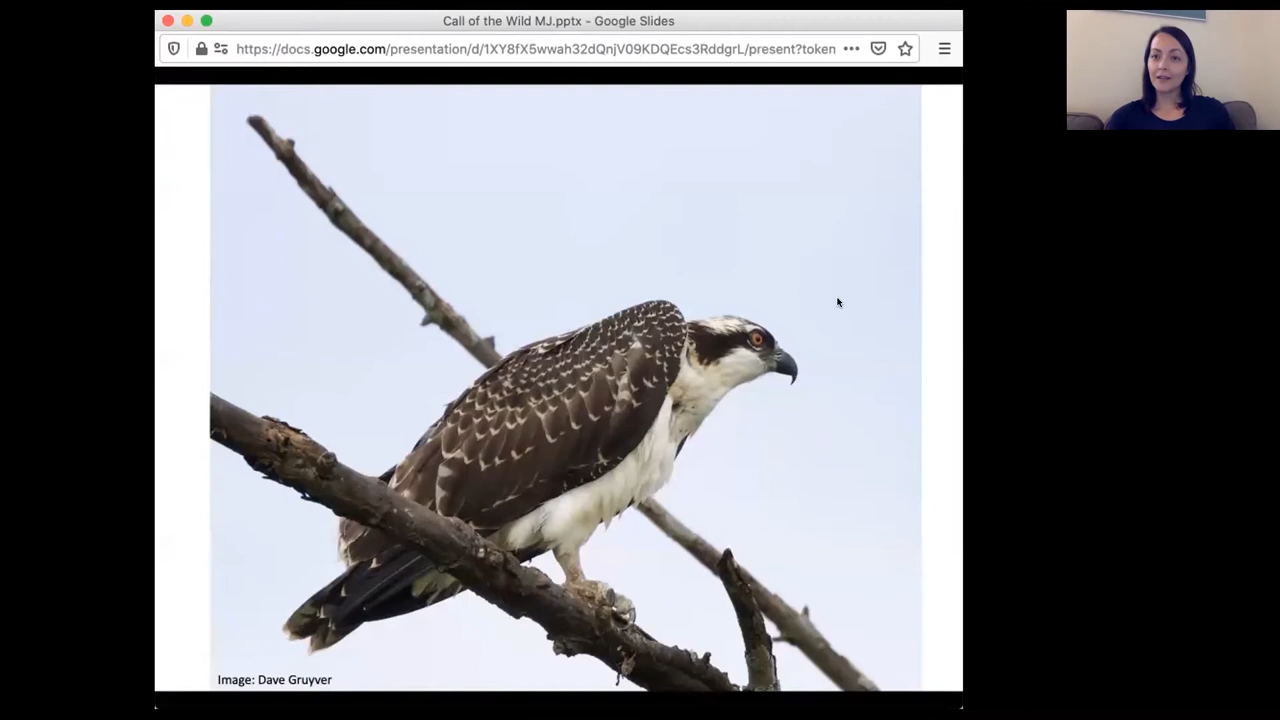 Call of the Wild MJ.pptx - Google Slides
https://docs.google.com/presentation/d/1XY8fX5wwah32dQnjV09KDQEcs3RddgrL/present?token
Image: Dave Gruyver